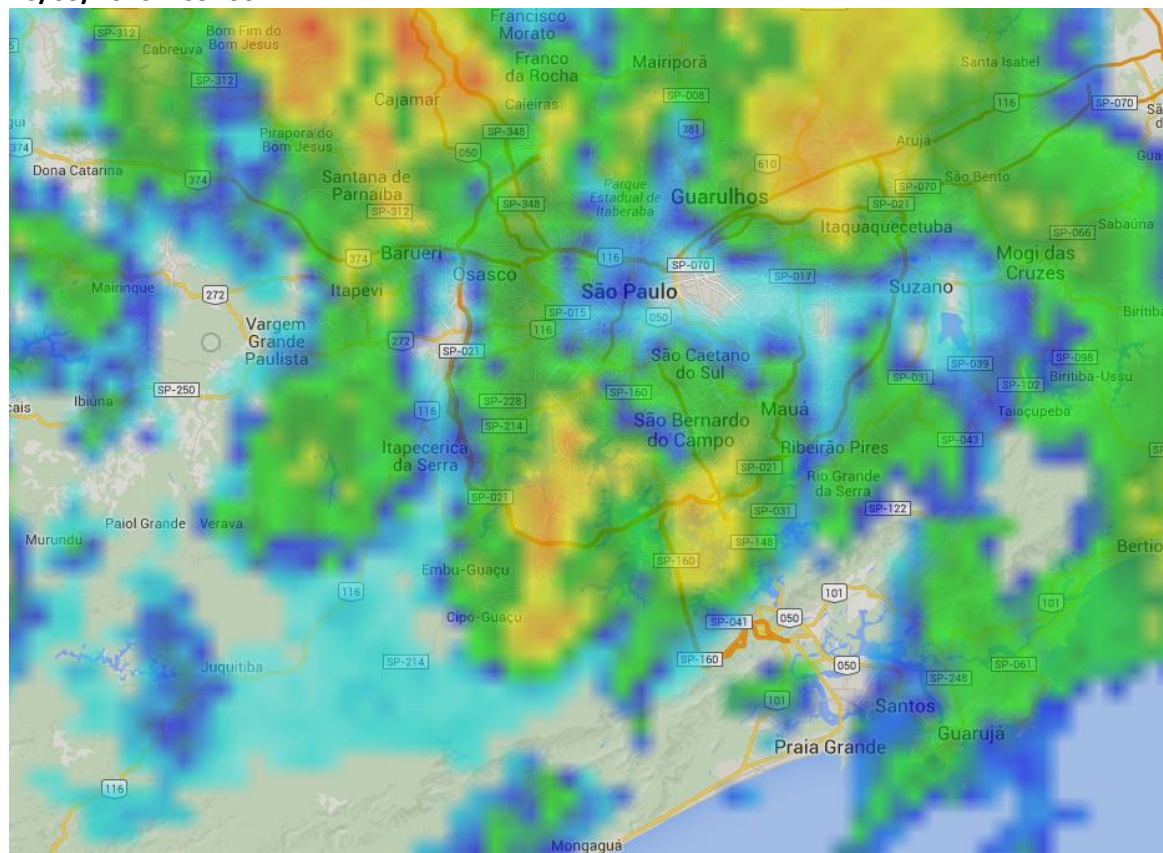 SP-312
Bom Fim do
Bom Jesus
Francisco
Morato
Cabreuva
Franco
da Rocha
Mairiporã
Santa Isabel
SP-312
Cajamar
Caieiras
SP-008
116
SP-070
Pirapora do
Bom Jesus
SP-348
381
Arujá
374
050
610
Dona Catarina
374
Santana de
Parnaíba
Parque
Estadual de
Itaberaba
Guarulhos
SP-070
São Bento
SP-312
SP-348
SP-021
Itaquaquecetuba
SP-066
Sabaúna
374
Barueri
116
SP-070
Mogi das
Cruzes
Osasco
SP-017
Mairinque
272
Itapevi
São Paulo
Suzano
SP-015
050
Vargem
Grande
Paulista
272
116
SP-021
São Caetano
do Sul
SP-039
SP-098
SP-250
SP-031
Biritiba-Ussu
Ibiúna
SP-228
SP-160
SP-102
116
SP-214
São Bernardo
do Campo
Mauá
Taiaçupeba
Itapecerica
da Serra
Ribeirão Pires
SP-043
SP-021
SP-021
Rio Grande
da Serra
Paiol Grande
Verava
SP-031
SP-122
Murundu
SP-148
Embu-Guaçu
SP-160
116
101
101
Cipó-Guaçu
SP-041
050
Juquitiba
SP-214
SP-160
050
SP-061
SP-248
101
Santos
Guarujá
Praia Grande
116
Mongaguá